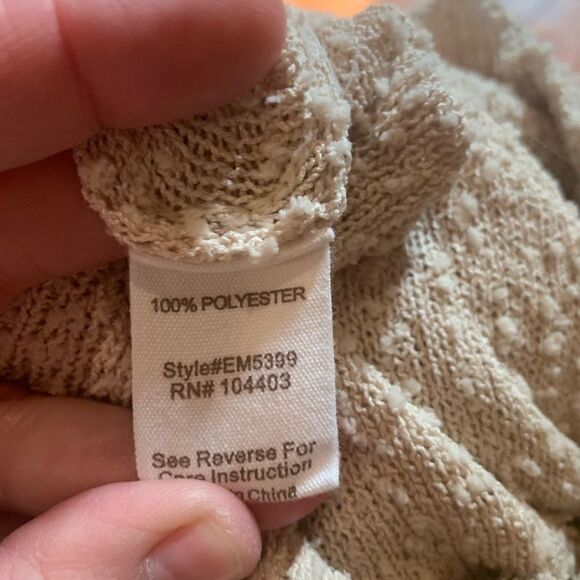 100% POLYESTER
Style#EM5399
RN# 104403
See Reverse For
Care Instruction
China